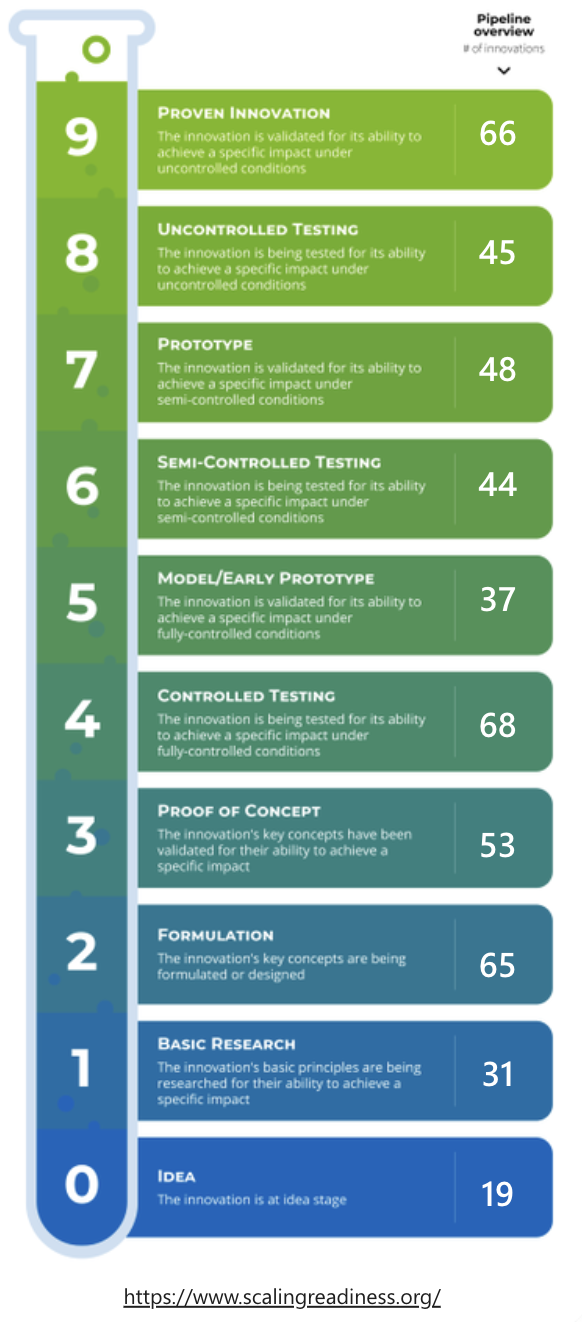 Pipeline
overview
# of innovations
9
PROVEN INNOVATION
The innovation is validated for its ability to
achieve a specific impact under
uncontrolled conditions
66
8
UNCONTROLLED TESTING
The innovation is being tested for its ability
to achieve a specific impact under
uncontrolled conditions
45
7
PROTOTYPE
The innovation is validated for its ability to
achieve a specific impact under
semi-controlled conditions
48
6
SEMI-CONTROLLED TESTING
The innovation is being tested for its ability
to achieve a specific impact under
semi-controlled conditions
44
5
MODEL/EARLY PROTOTYPE
The innovation is validated for its ability to
achieve a specific impact under
fully-controlled conditions
37
4
CONTROLLED TESTING
The innovation is being tested for its ability
to achieve a specific impact under
fully-controlled conditions
68
3
PROOF OF CONCEPT
The innovation's key concepts have been
validated for their ability to achieve a
specific impact
53
2
FORMULATION
The innovation's key concepts are being
formulated or designed
65
1
BASIC RESEARCH
The innovation's basic principles are being
researched for their ability to achieve a
specific impact
31
0
IDEA
The innovation is at idea stage
19
https://www.scalingreadiness.org/